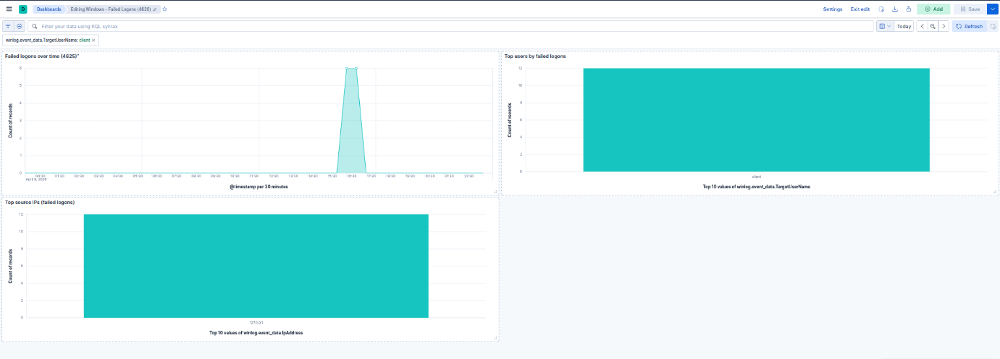 D Dashboards Editing Windows - Failed Logons (4625) Settings Exit edit Add Save
Filter your data using KQL syntax Today Refresh
winlog.event_data.TargetUserName: client ×
Failed logons over time (4625)*
6
5
4
3
2
1
0
Count of records
00:30 01:30 02:30 03:30 04:30 05:30 06:30 07:30 08:30 09:30 10:30 11:30 12:30 13:30 14:30 15:30 16:30 17:30 18:30 19:30 20:30 21:30 22:30
April 8, 2026
@timestamp per 30 minutes
Top users by failed logons
12
10
8
6
4
2
0
Count of records
client
Top 10 values of winlog.event_data.TargetUserName
Top source IPs (failed logons)
12
10
8
6
4
2
0
Count of records
127.0.0.1
Top 10 values of winlog.event_data.IpAddress